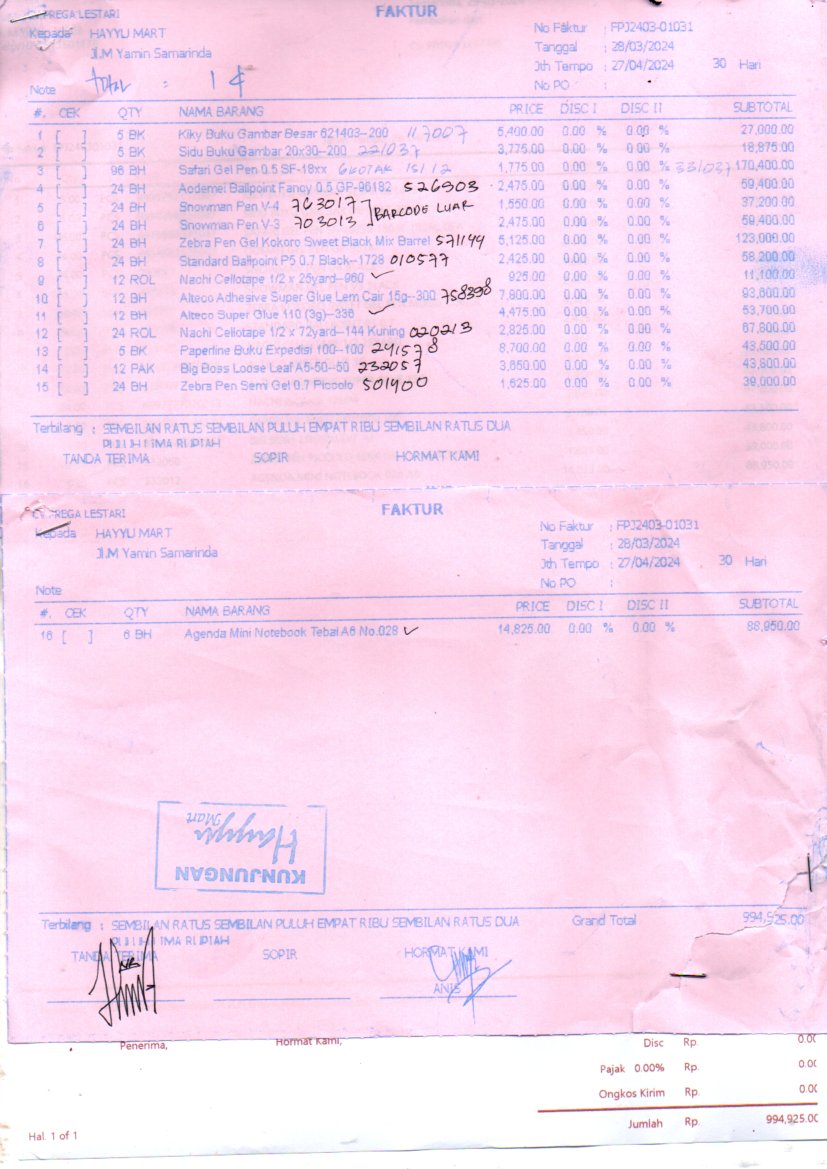 CV. REGA LESTARI
FAKTUR
Kepada HAYYU MART
Jl.M Yamin Samarinda
No Faktur : FPJ2403-01031
Tanggal : 28/03/2024
Jth Tempo : 27/04/2024 30 Hari
No PO :
Note
: 1
#. CEK QTY NAMA BARANG PRICE DISC I DISC II SUBTOTAL
1 [ ] 5 BK Kiky Buku Gambar Besar 621403--200 117007 5,400.00 0.00 % 0.00 % 27,000.00
2 [ ] 5 BK Sidu Buku Gambar 20x30--200 221037 3,775.00 0.00 % 0.00 % 18,875.00
3 [ ] 96 BH Safari Gel Pen 0.5 SF-18xx 1,775.00 0.00 % 0.00 % 331037 170,400.00
4 [ ] 24 BH Aodemei Ballpoint Fancy 0.5 GP-96182 526903 2,475.00 0.00 % 0.00 % 59,400.00
5 [ ] 24 BH Snowman Pen V-4 763017 1,550.00 0.00 % 0.00 % 37,200.00
BARCODE LUAR
6 [ ] 24 BH Snowman Pen V-3 703013 2,475.00 0.00 % 0.00 % 59,400.00
7 [ ] 24 BH Zebra Pen Gel Kokoro Sweet Black Mix Barrel 571144 5,125.00 0.00 % 0.00 % 123,000.00
8 [ ] 24 BH Standard Ballpoint P5 0.7 Black--1728 010577 2,425.00 0.00 % 0.00 % 58,200.00
9 [ ] 12 ROL Nachi Cellotape 1/2 x 25yard--960 925.00 0.00 % 0.00 % 11,100.00
10 [ ] 12 BH Alteco Adhesive Super Glue Lem Cair 15g--300 758398 7,800.00 0.00 % 0.00 % 93,600.00
11 [ ] 12 BH Alteco Super Glue 110 (3g)--336 4,475.00 0.00 % 0.00 % 53,700.00
12 [ ] 24 ROL Nachi Cellotape 1/2 x 72yard--144 Kuning 020213 2,825.00 0.00 % 0.00 % 67,800.00
13 [ ] 5 BK Paperline Buku Expedisi 100--100 241578 8,700.00 0.00 % 0.00 % 43,500.00
14 [ ] 12 PAK Big Boss Loose Leaf A5-50--50 232057 3,650.00 0.00 % 0.00 % 43,800.00
15 [ ] 24 BH Zebra Pen Semi Gel 0.7 Piccolo 501400 1,625.00 0.00 % 0.00 % 39,000.00
Terbilang : SEMBILAN RATUS SEMBILAN PULUH EMPAT RIBU SEMBILAN RATUS DUA
PULUH LIMA RUPIAH
TANDA TERIMA SOPIR HORMAT KAMI
CV. REGA LESTARI
FAKTUR
Kepada HAYYU MART
Jl.M Yamin Samarinda
No Faktur : FPJ2403-01031
Tanggal : 28/03/2024
Jth Tempo : 27/04/2024 30 Hari
No PO :
Note
#. CEK QTY NAMA BARANG PRICE DISC I DISC II SUBTOTAL
16 [ ] 6 BH Agenda Mini Notebook Tebal A6 No.028 14,825.00 0.00 % 0.00 % 88,950.00
KUNJUNGAN
Hayyu
Mart
Terbilang : SEMBILAN RATUS SEMBILAN PULUH EMPAT RIBU SEMBILAN RATUS DUA
PULUH LIMA RUPIAH
Grand Total 994,925.00
TANDA TERIMA SOPIR HORMAT KAMI
ANIS
Penerima, Hormat Kami,
Disc Rp. 0.00
Pajak 0.00% Rp. 0.00
Ongkos Kirim Rp. 0.00
Jumlah Rp. 994,925.00
Hal. 1 of 1